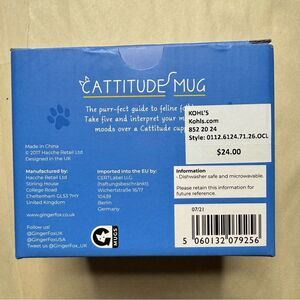 CATTITUDE MUG
The purr-fect guide to feline
Take five and interpret your
moods over a Cattitude cup
KOHL'S
Kohls.com
852 20 24
Style: 0112.6124.71.26.OCL
$24.00
Made in China
© 2017 Hacche Retail Ltd
Designed in the UK
Manufactured by:
Hacche Retail Ltd
Stirling House
College Road
Cheltenham GL53 7HY
United Kingdom
www.gingerfox.co.uk
Imported into the EU by:
CERTLabel UG,
(haftungsbeschränkt)
Wichertstraße 16/17
10439
Berlin
Germany
Information
• Dishwasher safe and microwavable.
Please retain this information for
future reference.
Follow us!
@GingerFoxUK
@GingerFoxUSA
Tweet us!
@GingerFox_UK
MUGS
07/21
5 060132 079256